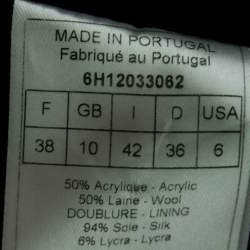 MADE IN PORTUGAL
Fabriqué au Portugal
6H12033062
F GB I D USA
38 10 42 36 6
50% Acrylique - Acrylic
50% Laine - Wool
DOUBLURE - LINING
94% Soie - Silk
6% Lycra - Lycra